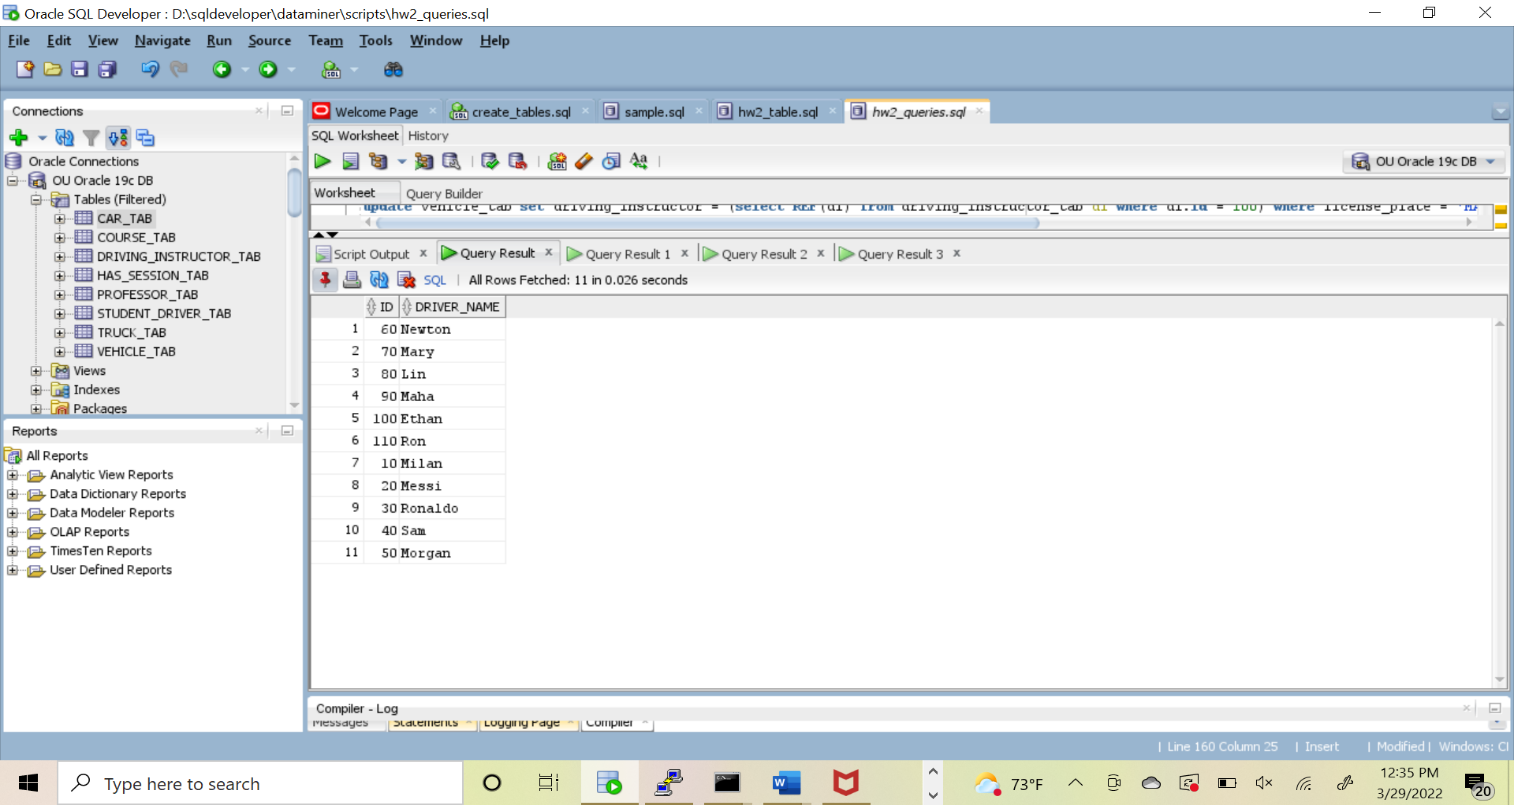 Oracle SQL Developer : D:\sqldeveloper\dataminer\scripts\hw2_queries.sql
File Edit View Navigate Run Source Team Tools Window Help
Connections
Oracle Connections
OU Oracle 19c DB
Tables (Filtered)
CAR_TAB
COURSE_TAB
DRIVING_INSTRUCTOR_TAB
HAS_SESSION_TAB
PROFESSOR_TAB
STUDENT_DRIVER_TAB
TRUCK_TAB
VEHICLE_TAB
Views
Indexes
Packages
Reports
All Reports
Analytic View Reports
Data Dictionary Reports
Data Modeler Reports
OLAP Reports
TimesTen Reports
User Defined Reports
Welcome Page create_tables.sql sample.sql hw2_table.sql hw2_queries.sql
SQL Worksheet History
OU Oracle 19c DB
Worksheet Query Builder
update vehicle_tab set driving_instructor = (select REF(di) from driving_instructor_tab di where di.id = 100) where license_plate = 'MA
Script Output Query Result Query Result 1 Query Result 2 Query Result 3
SQL All Rows Fetched: 11 in 0.026 seconds
ID DRIVER_NAME
1 60 Newton
2 70 Mary
3 80 Lin
4 90 Maha
5 100 Ethan
6 110 Ron
7 10 Milan
8 20 Messi
9 30 Ronaldo
10 40 Sam
11 50 Morgan
Compiler - Log
Messages Statements Logging Page Compiler
Line 160 Column 25 Insert Modified Windows: Cl
Type here to search
73°F
12:35 PM
3/29/2022
20